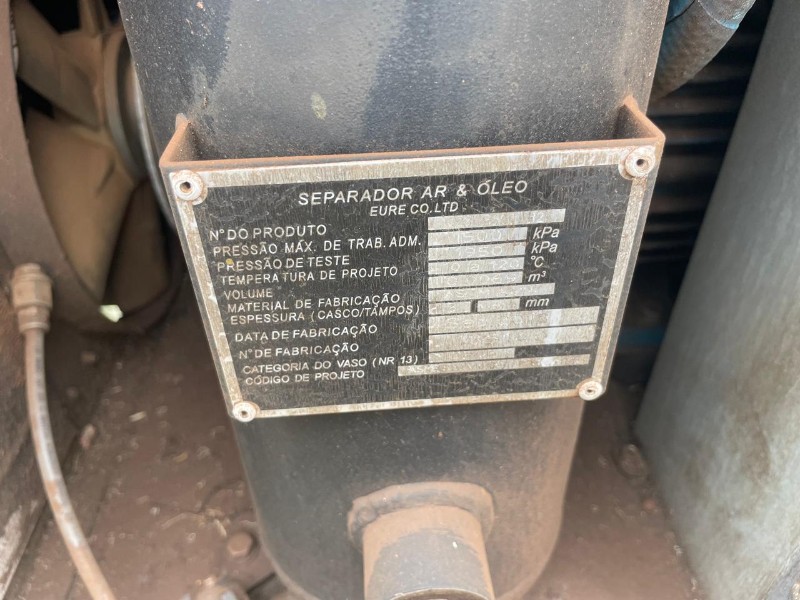 SEPARADOR AR & ÓLEO
EURE CO.LTD
N° DO PRODUTO
PRESSÃO MÁX. DE TRAB. ADM. kPa
PRESSÃO DE TESTE kPa
TEMPERATURA DE PROJETO °C
VOLUME m³
MATERIAL DE FABRICAÇÃO
ESPESSURA (CASCO/TAMPOS) mm
DATA DE FABRICAÇÃO
N° DE FABRICAÇÃO
CATEGORIA DO VASO (NR 13)
CÓDIGO DE PROJETO